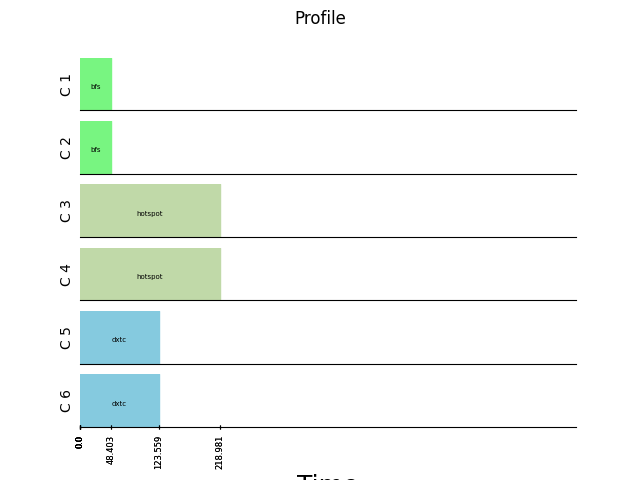 Profile
C 1
bfs
C 2
bfs
C 3
hotspot
C 4
hotspot
C 5
dxtc
C 6
dxtc
0.0
48.403
123.559
218.981
Time